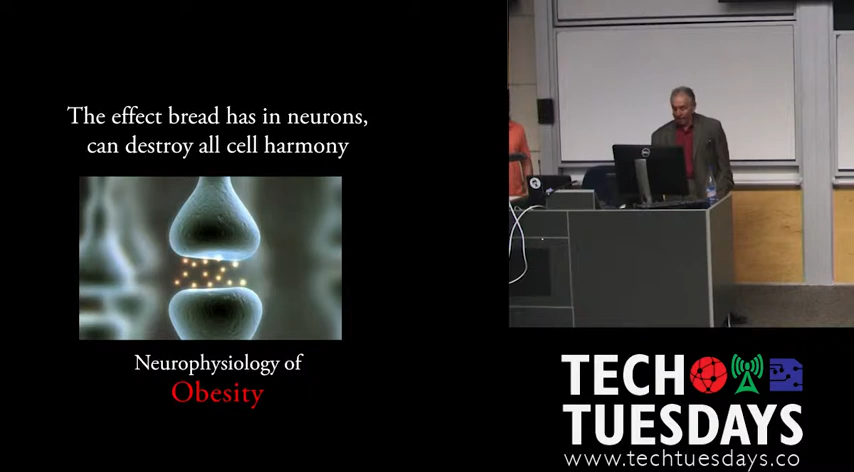 The effect bread has in neurons,
can destroy all cell harmony
Neurophysiology of
Obesity
TECH
TUESDAYS
www.techtuesdays.co